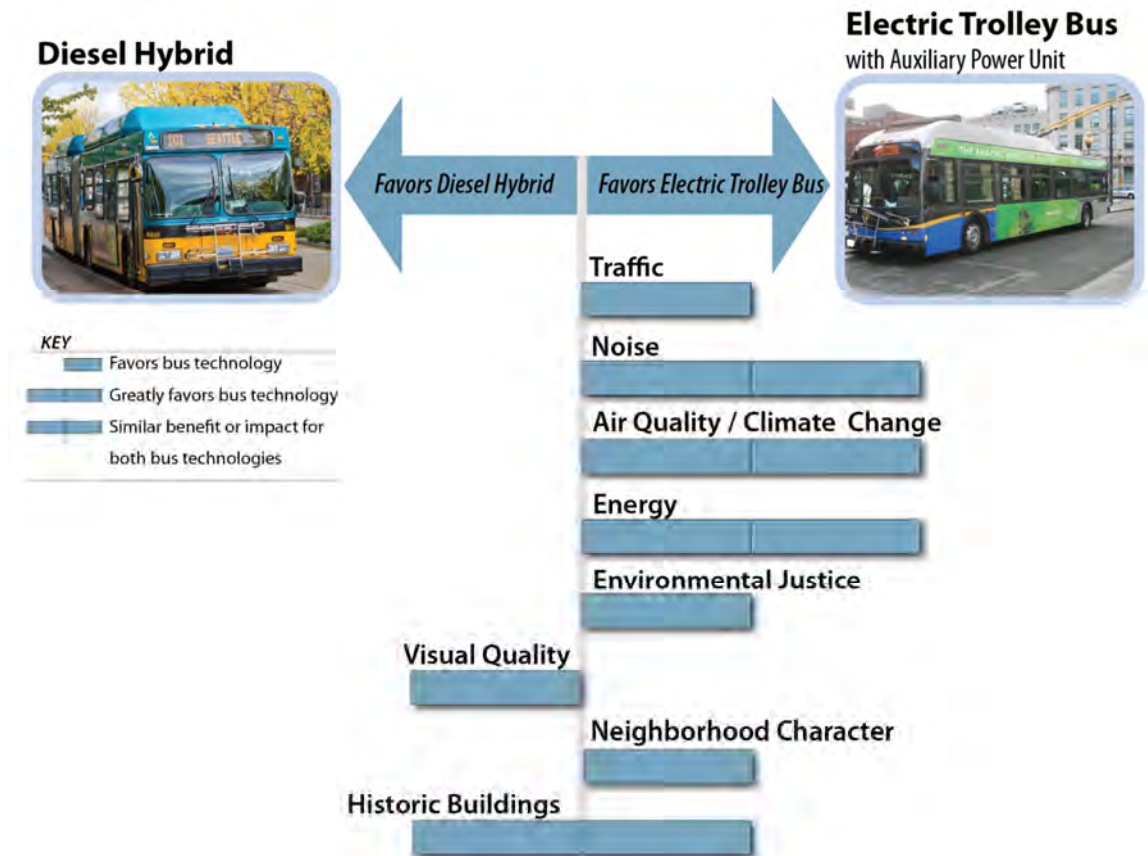 Diesel Hybrid
Electric Trolley Bus
with Auxiliary Power Unit
101 SEATTLE
Favors Diesel Hybrid
Favors Electric Trolley Bus
KEY
Favors bus technology
Greatly favors bus technology
Similar benefit or impact for
both bus technologies
Traffic
Noise
Air Quality / Climate Change
Energy
Environmental Justice
Visual Quality
Neighborhood Character
Historic Buildings